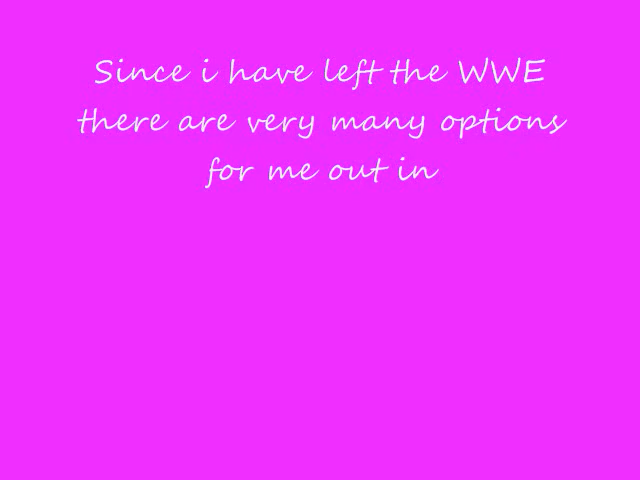 Since i have left the WWE
there are very many options
for me out in